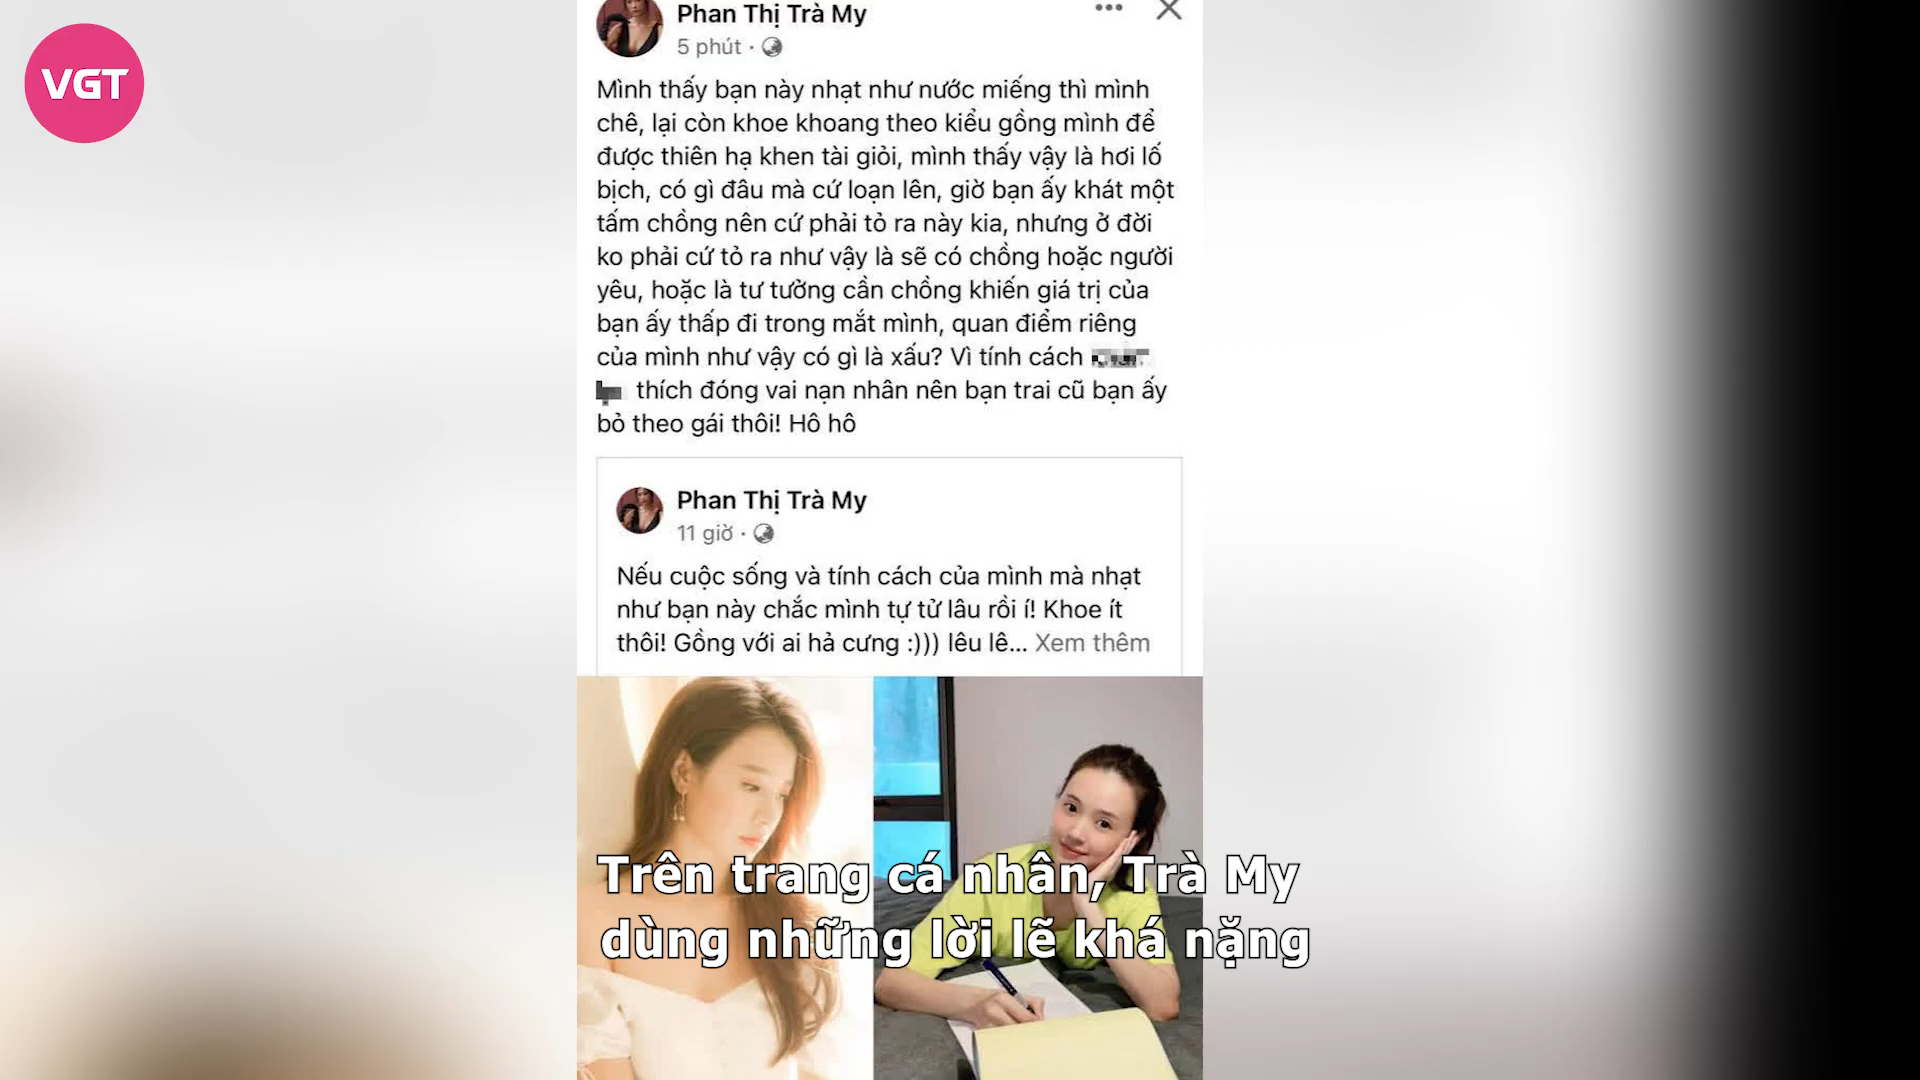 VGT
Phan Thị Trà My
5 phút ·
Mình thấy bạn này nhạt như nước miếng thì mình
chê, lại còn khoe khoang theo kiểu gồng mình để
được thiên hạ khen tài giỏi, mình thấy vậy là hơi lố
bịch, có gì đâu mà cứ loạn lên, giờ bạn ấy khát một
tấm chồng nên cứ phải tỏ ra này kia, nhưng ở đời
ko phải cứ tỏ ra như vậy là sẽ có chồng hoặc người
yêu, hoặc là tư tưởng cần chồng khiến giá trị của
bạn ấy thấp đi trong mắt mình, quan điểm riêng
của mình như vậy có gì là xấu? Vì tính cách
thích đóng vai nạn nhân nên bạn trai cũ bạn ấy
bỏ theo gái thôi! Hô hô
Phan Thị Trà My
11 giờ ·
Nếu cuộc sống và tính cách của mình mà nhạt
như bạn này chắc mình tự tử lâu rồi í! Khoe ít
thôi! Gồng với ai hả cưng :))) lêu lê... Xem thêm
Trên trang cá nhân, Trà My
dùng những lời lẽ khá nặng